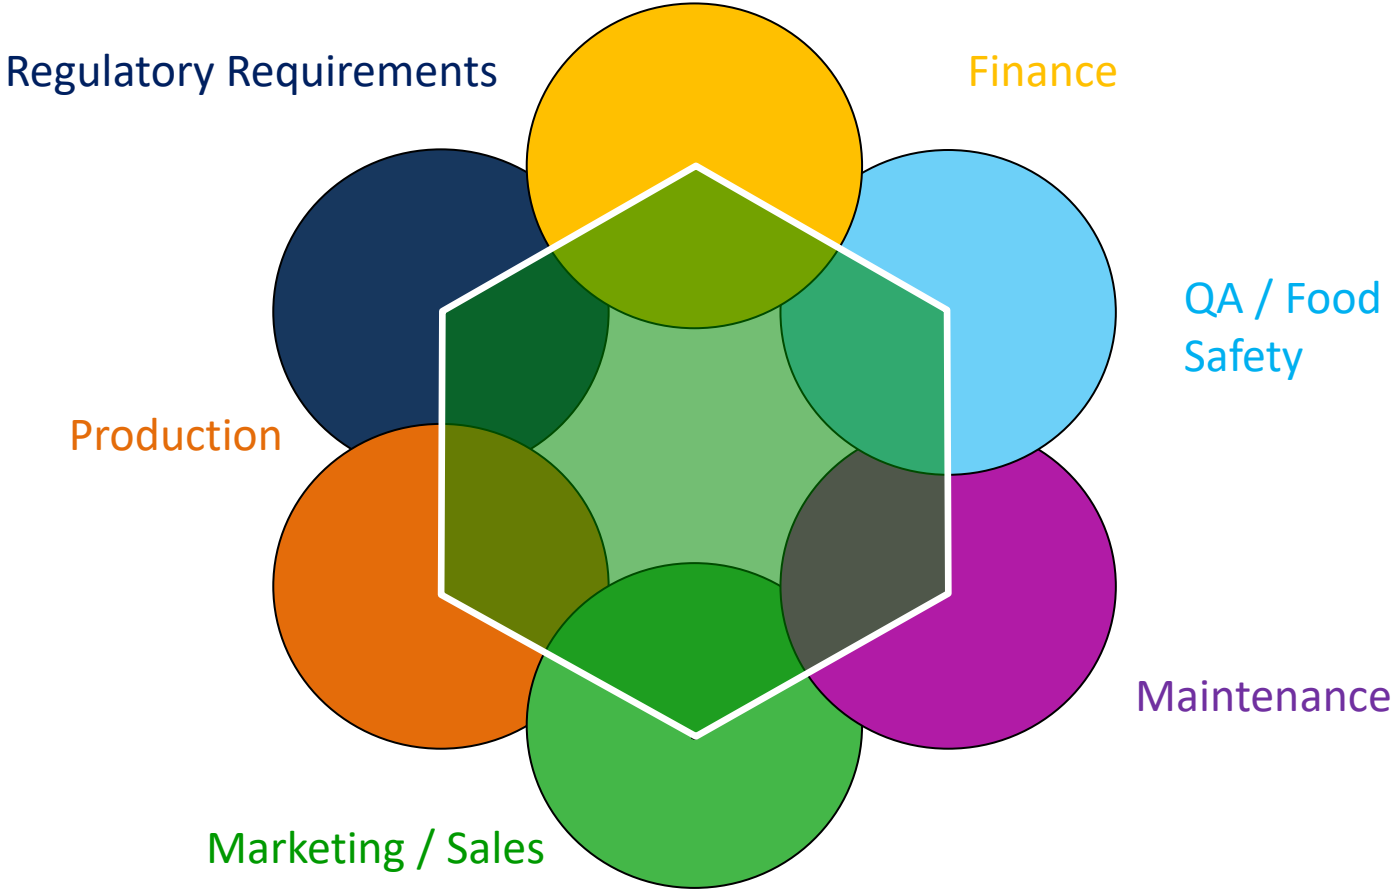 Regulatory Requirements
Finance
QA / Food
Safety
Production
Maintenance
Marketing / Sales